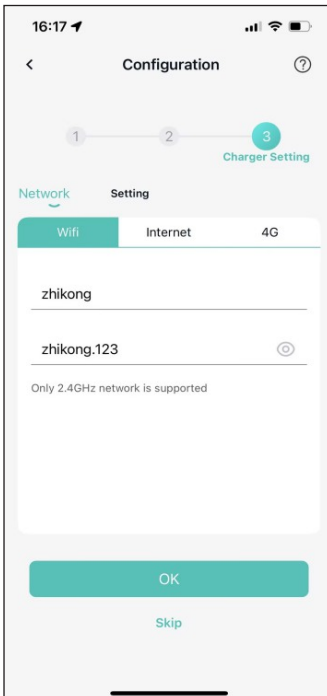 16:17
Configuration
1 2 3
Charger Setting
Network Setting
Wifi Internet 4G
zhikong
zhikong.123
Only 2.4GHz network is supported
OK
Skip